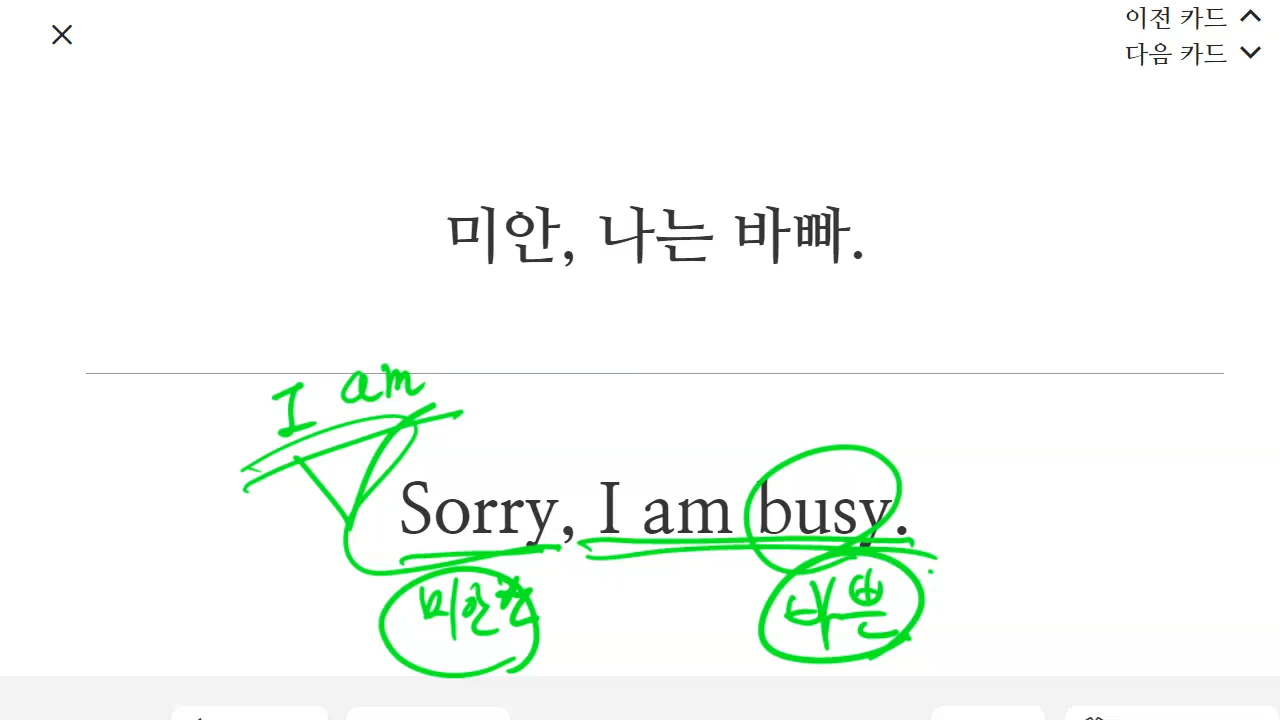 이전 카드
다음 카드
미안, 나는 바빠.
I am
Sorry, I am busy.
미안한
바쁜